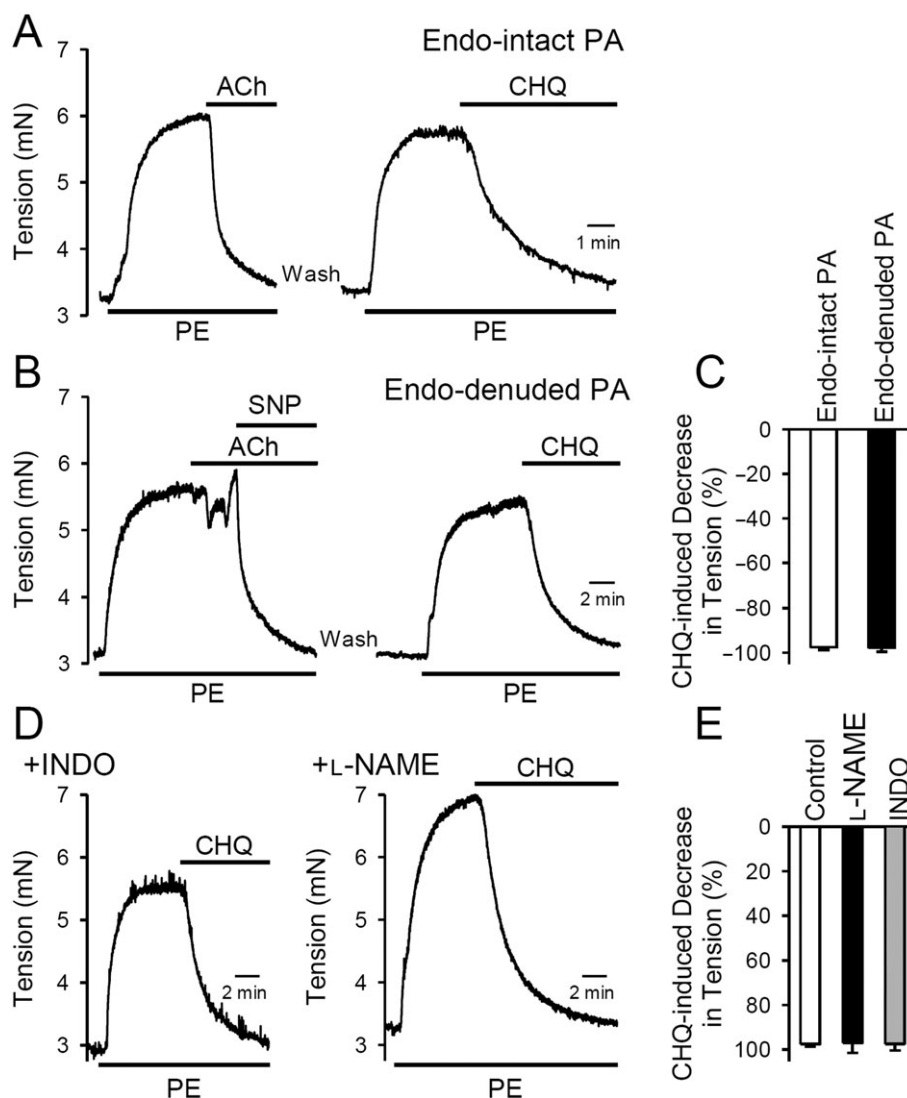 A
Endo-intact PA
7
6
5
4
3
Tension (mN)
ACh
CHQ
1 min
Wash
PE
PE
B
Endo-denuded PA
7
6
5
4
3
Tension (mN)
SNP
ACh
CHQ
2 min
Wash
PE
PE
C
Endo-intact PA
Endo-denuded PA
0
−20
−40
−60
−80
−100
CHQ-induced Decrease
in Tension (%)
D
+INDO
7
6
5
4
3
Tension (mN)
CHQ
2 min
PE
+L-NAME
7
6
5
4
3
Tension (mN)
CHQ
2 min
PE
E
Control
L-NAME
INDO
0
20
40
60
80
100
CHQ-induced Decrease
in Tension (%)